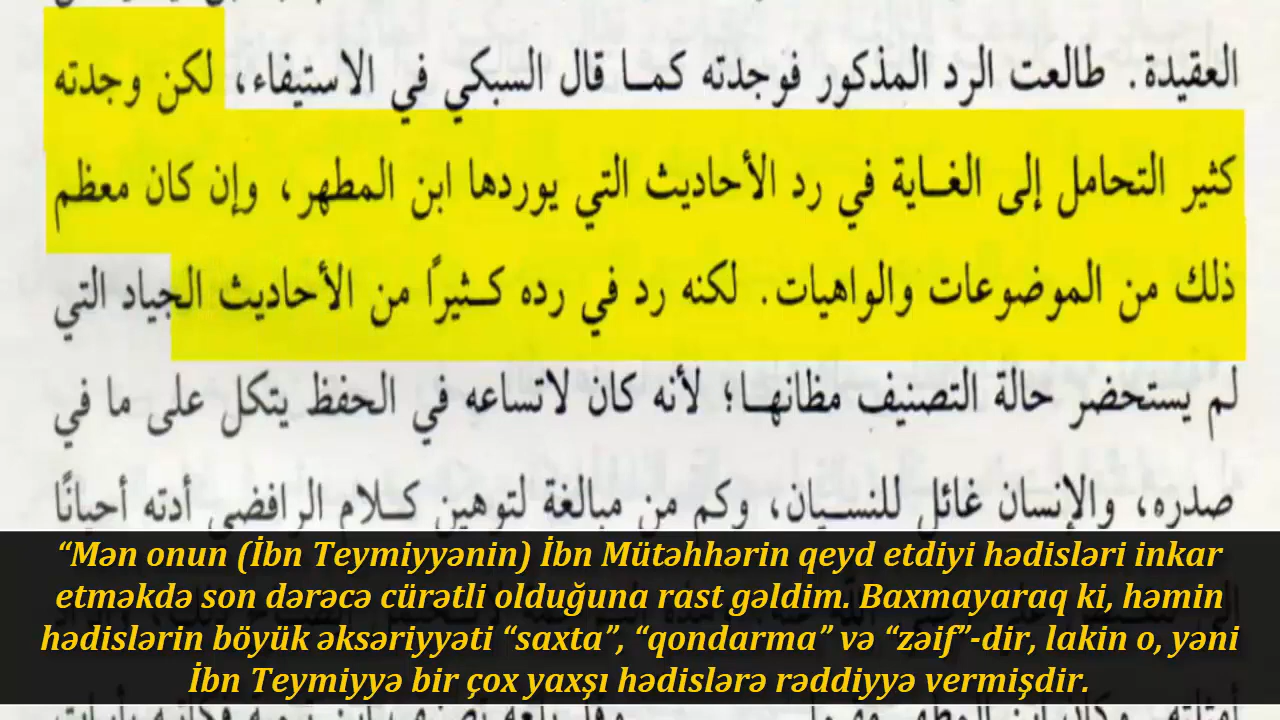 العقيدة. طالعت الرد المذكور فوجدته كما قال السبكي في الاستيفاء، لكن وجدته
كثير التحامل إلى الغاية في رد الأحاديث التي يوردها ابن المطهر، وإن كان معظم
ذلك من الموضوعات والواهيات. لكنه رد في رده كثيرًا من الأحاديث الجياد التي
لم يستحضر حالة التصنيف مظانها؛ لأنه كان لاتساعه في الحفظ يتكل على ما في
صدره، والإنسان غائل للنسيان، وكم من مبالغة لتوهين كلام الرافضي أدته أحيانًا
“Mən onun (İbn Teymiyyənin) İbn Mütəhhərin qeyd etdiyi hədisləri inkar
etməkdə son dərəcə cürətli olduğuna rast gəldim. Baxmayaraq ki, həmin
hədislərin böyük əksəriyyəti “saxta”, “qondarma” və “zəif”-dir, lakin o, yəni
İbn Teymiyyə bir çox yaxşı hədislərə rəddiyyə vermişdir.